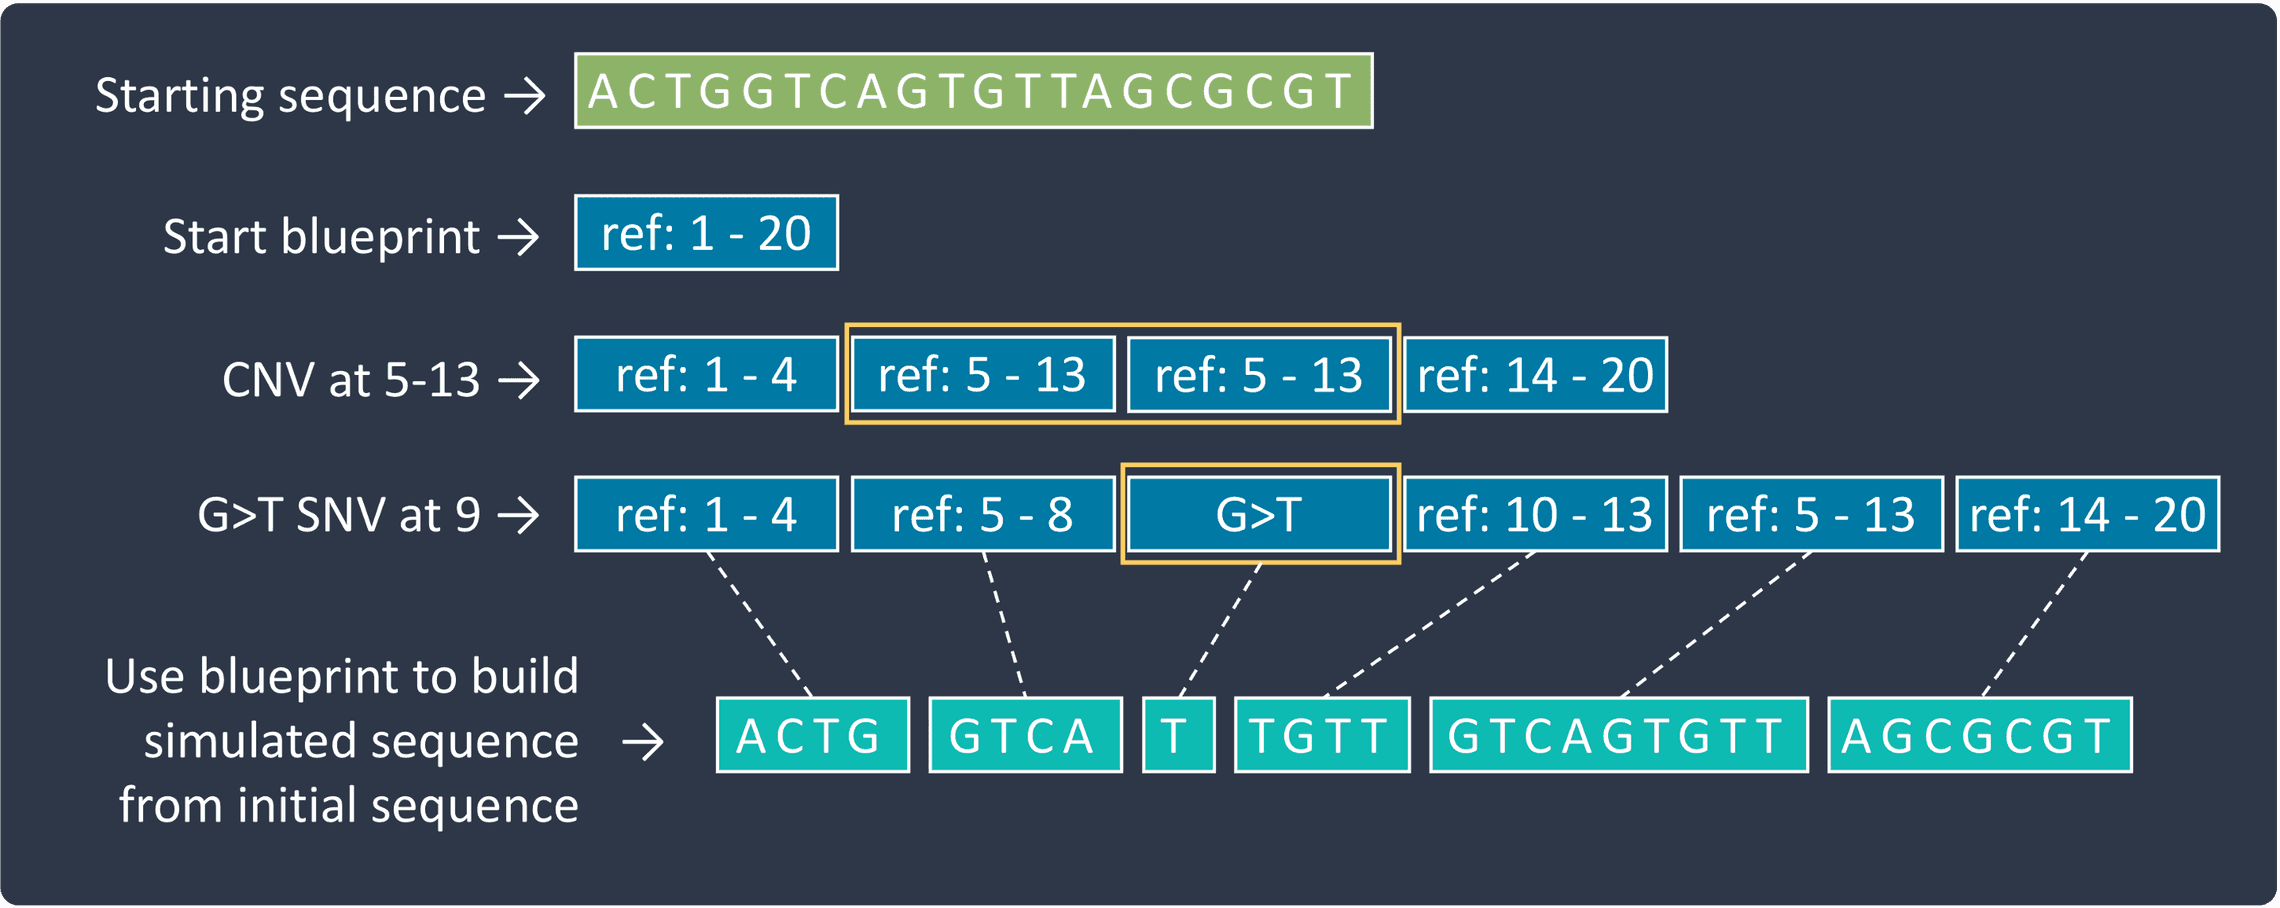 Starting sequence → ACTGGTCAGTGTTAGCGCGT
Start blueprint → ref: 1 - 20
CNV at 5-13 → ref: 1 - 4 ref: 5 - 13 ref: 5 - 13 ref: 14 - 20
G>T SNV at 9 → ref: 1 - 4 ref: 5 - 8 G>T ref: 10 - 13 ref: 5 - 13 ref: 14 - 20
Use blueprint to build
simulated sequence → ACTG GTCA T TGTT GTCAGTGTT AGCGCGT
from initial sequence